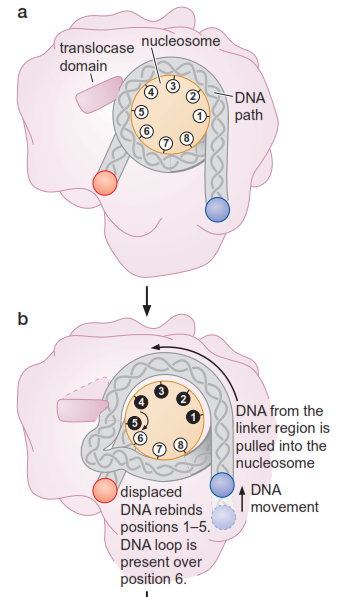 a
translocase
domain
nucleosome
4
3
2
5
1
6
7
8
DNA
path
b
3
4
2
5
1
6
7
8
DNA from the
linker region is
pulled into the
nucleosome
displaced
DNA rebinds
positions 1–5.
DNA loop is
present over
position 6.
DNA
movement